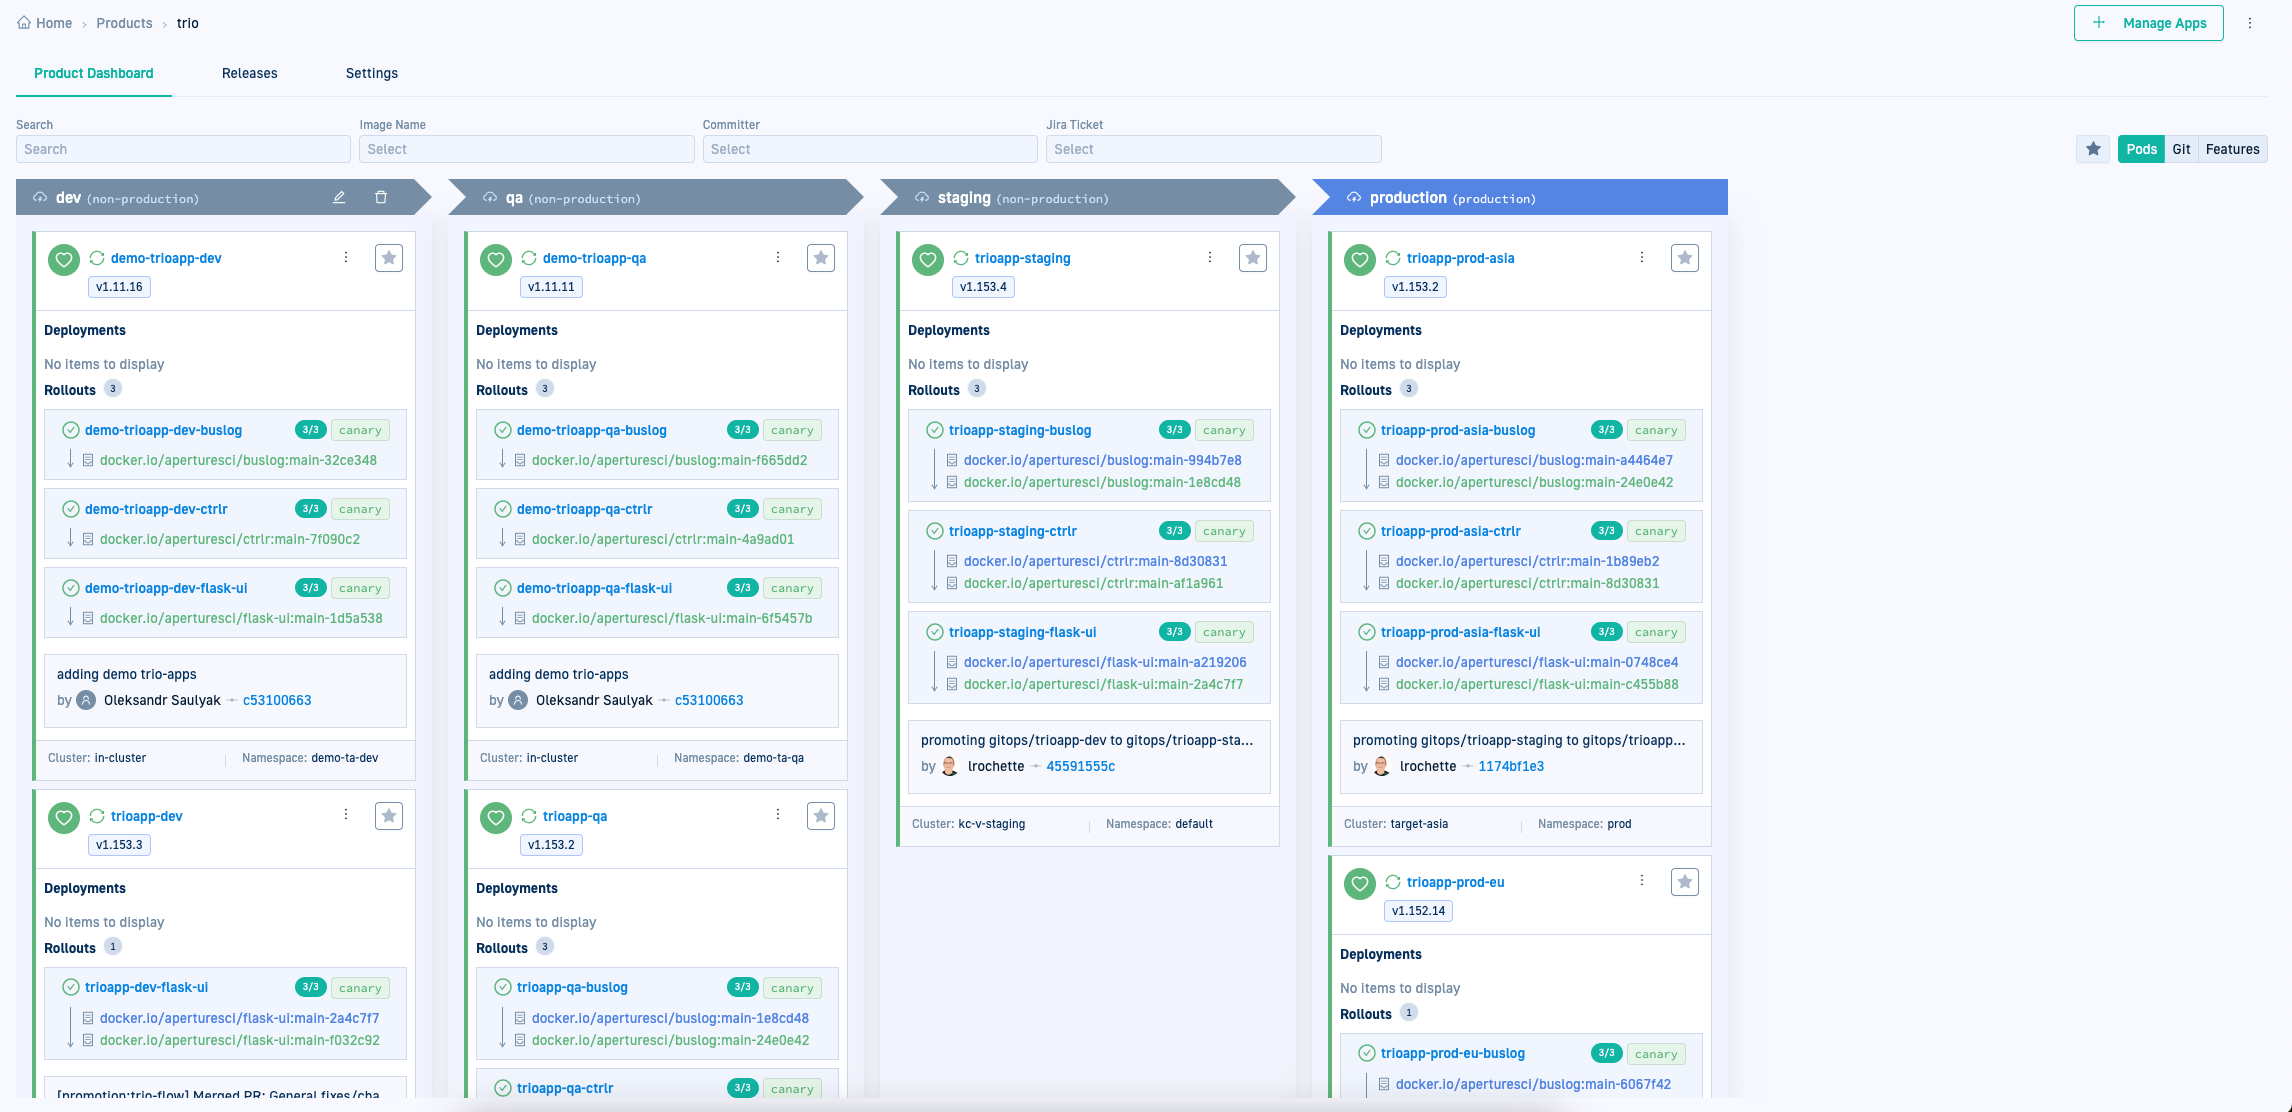 Home > Products > trio
+ Manage Apps
Product Dashboard Releases Settings
Search Image Name Committer Jira Ticket
Search Select Select Select
Pods Git Features
dev (non-production)
demo-trioapp-dev
v1.11.16
Deployments
No items to display
Rollouts 3
demo-trioapp-dev-buslog 3/3 canary
docker.io/aperturesci/buslog:main-32ce348
demo-trioapp-dev-ctrlr 3/3 canary
docker.io/aperturesci/ctrlr:main-7f090c2
demo-trioapp-dev-flask-ui 3/3 canary
docker.io/aperturesci/flask-ui:main-1d5a538
adding demo trio-apps
by Oleksandr Saulyak c53100663
Cluster: in-cluster Namespace: demo-ta-dev
trioapp-dev
v1.153.3
Deployments
No items to display
Rollouts 1
trioapp-dev-flask-ui 3/3 canary
docker.io/aperturesci/flask-ui:main-2a4c7f7
docker.io/aperturesci/flask-ui:main-f032c92
[promotion:trio-flow] Merged PR: General fixes/cha...
qa (non-production)
demo-trioapp-qa
v1.11.11
Deployments
No items to display
Rollouts 3
demo-trioapp-qa-buslog 3/3 canary
docker.io/aperturesci/buslog:main-f665dd2
demo-trioapp-qa-ctrlr 3/3 canary
docker.io/aperturesci/ctrlr:main-4a9ad01
demo-trioapp-qa-flask-ui 3/3 canary
docker.io/aperturesci/flask-ui:main-6f5457b
adding demo trio-apps
by Oleksandr Saulyak c53100663
Cluster: in-cluster Namespace: demo-ta-qa
trioapp-qa
v1.153.2
Deployments
No items to display
Rollouts 3
trioapp-qa-buslog 3/3 canary
docker.io/aperturesci/buslog:main-1e8cd48
docker.io/aperturesci/buslog:main-24e0e42
trioapp-qa-ctrlr 3/3 canary
staging (non-production)
trioapp-staging
v1.153.4
Deployments
No items to display
Rollouts 3
trioapp-staging-buslog 3/3 canary
docker.io/aperturesci/buslog:main-994b7e8
docker.io/aperturesci/buslog:main-1e8cd48
trioapp-staging-ctrlr 3/3 canary
docker.io/aperturesci/ctrlr:main-8d30831
docker.io/aperturesci/ctrlr:main-af1a961
trioapp-staging-flask-ui 3/3 canary
docker.io/aperturesci/flask-ui:main-a219206
docker.io/aperturesci/flask-ui:main-2a4c7f7
promoting gitops/trioapp-dev to gitops/trioapp-sta...
by lrochette 45591555c
Cluster: kc-v-staging Namespace: default
production (production)
trioapp-prod-asia
v1.153.2
Deployments
No items to display
Rollouts 3
trioapp-prod-asia-buslog 3/3 canary
docker.io/aperturesci/buslog:main-a4464e7
docker.io/aperturesci/buslog:main-24e0e42
trioapp-prod-asia-ctrlr 3/3 canary
docker.io/aperturesci/ctrlr:main-1b89eb2
docker.io/aperturesci/ctrlr:main-8d30831
trioapp-prod-asia-flask-ui 3/3 canary
docker.io/aperturesci/flask-ui:main-0748ce4
docker.io/aperturesci/flask-ui:main-c455b88
promoting gitops/trioapp-staging to gitops/trioapp...
by lrochette 1174bf1e3
Cluster: target-asia Namespace: prod
trioapp-prod-eu
v1.152.14
Deployments
No items to display
Rollouts 1
trioapp-prod-eu-buslog 3/3 canary
docker.io/aperturesci/buslog:main-6067f42